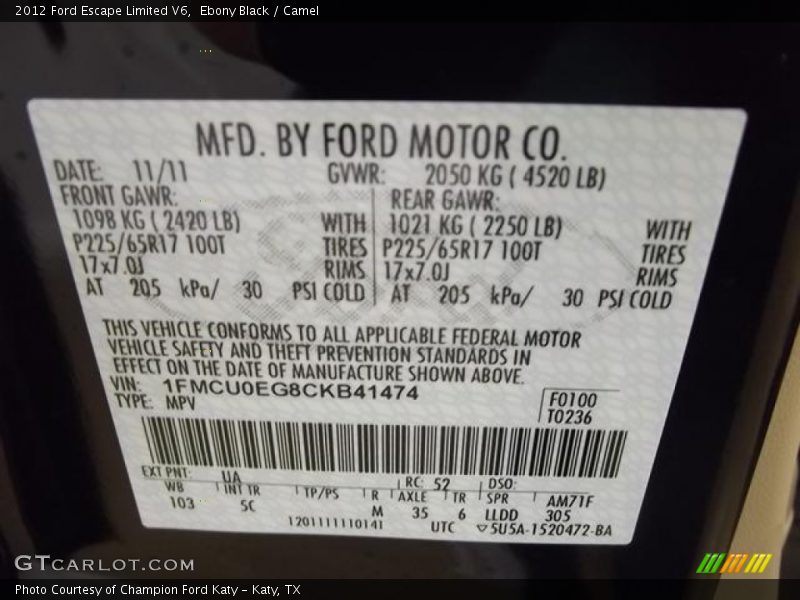 2012 Ford Escape Limited V6, Ebony Black / Camel
MFD. BY FORD MOTOR CO.
DATE: 11/11 GVWR: 2050 KG ( 4520 LB)
FRONT GAWR: REAR GAWR:
1098 KG ( 2420 LB) WITH 1021 KG ( 2250 LB) WITH
P225/65R17 100T TIRES P225/65R17 100T TIRES
17x7.0J RIMS 17x7.0J RIMS
AT 205 kPa/ 30 PSI COLD AT 205 kPa/ 30 PSI COLD
THIS VEHICLE CONFORMS TO ALL APPLICABLE FEDERAL MOTOR
VEHICLE SAFETY AND THEFT PREVENTION STANDARDS IN
EFFECT ON THE DATE OF MANUFACTURE SHOWN ABOVE.
VIN: 1FMCU0EG8CKB41474 F0100
TYPE: MPV T0236
EXT PNT: UA RC: 52 DSO:
WB INT TR TP/PS R AXLE TR SPR AM71F
103 5C M 35 6 LLDD 305
1201111110141 UTC ▽5U5A-1520472-BA
GTCARLOT.COM
Photo Courtesy of Champion Ford Katy – Katy, TX